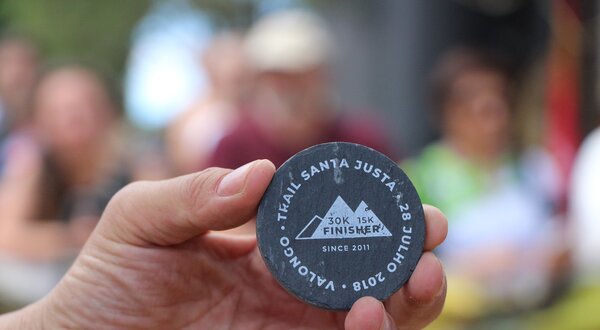 TRAIL SANTA JUSTA • 28 JULHO 2018 • VALONGO •
30K 15K
FINISHER
SINCE 2011